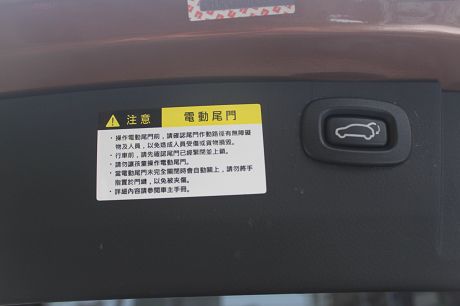 注意 電動尾門
・操作電動尾門前，請確認尾門作動路徑有無障礙
物及人員，以免造成人員受傷或貨物損毀。
・行車前，請先確認尾門已經緊閉並上鎖。
・請勿讓孩童操作電動尾門。
・當電動尾門未完全關閉時會自動關上，請勿將手
指置於門縫，以免被夾傷。
・詳細內容請參閱車主手冊。